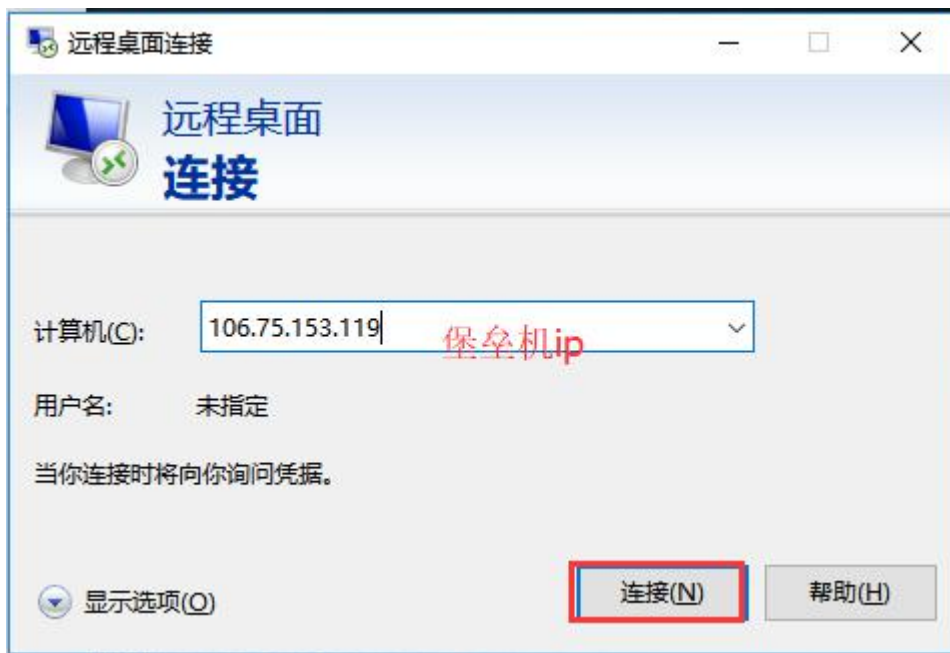 远程桌面连接
远程桌面
连接
计算机(C):
106.75.153.119
堡垒机ip
用户名:
未指定
当你连接时将向你询问凭据。
显示选项(O)
连接(N)
帮助(H)